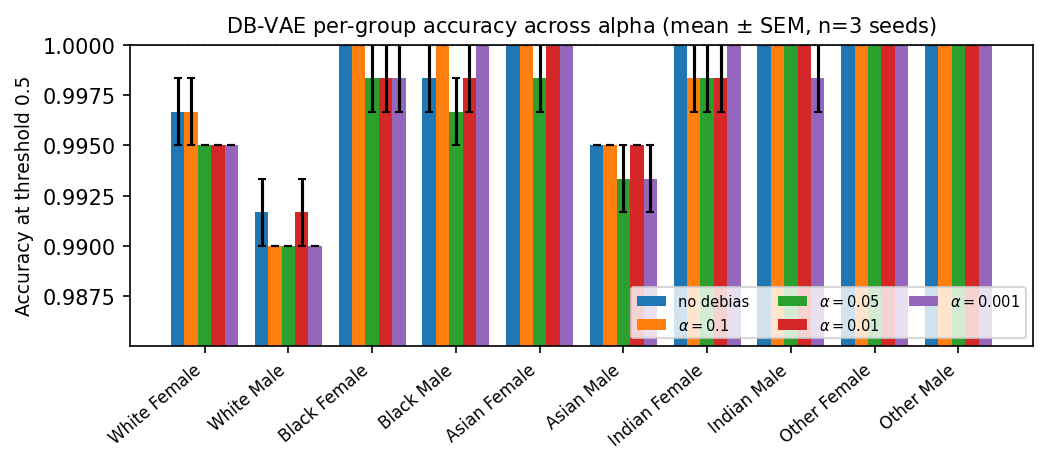 DB-VAE per-group accuracy across alpha (mean ± SEM, n=3 seeds)
Accuracy at threshold 0.5
1.0000
0.9975
0.9950
0.9925
0.9900
0.9875
no debias
α = 0.1
α = 0.05
α = 0.01
α = 0.001
White Female
White Male
Black Female
Black Male
Asian Female
Asian Male
Indian Female
Indian Male
Other Female
Other Male